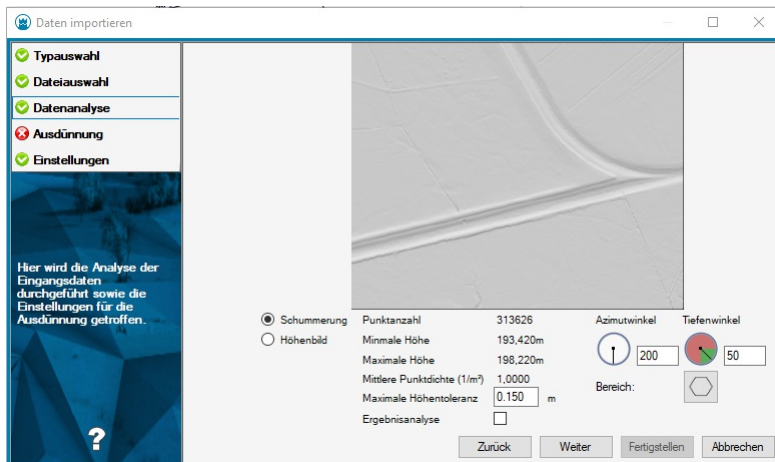 Daten importieren
Typauswahl
Dateiauswahl
Datenanalyse
Ausdünnung
Einstellungen
Hier wird die Analyse der
Eingangsdaten
durchgeführt sowie die
Einstellungen für die
Ausdünnung getroffen.
?
Schummerung
Höhenbild
Punktanzahl 313626
Minmale Höhe 193,420m
Maximale Höhe 198,220m
Mittlere Punktdichte (1/m²) 1,0000
Maximale Höhentoleranz 0.150 m
Ergebnisanalyse
Azimutwinkel Tiefenwinkel
200 50
Bereich:
Zurück Weiter Fertigstellen Abbrechen